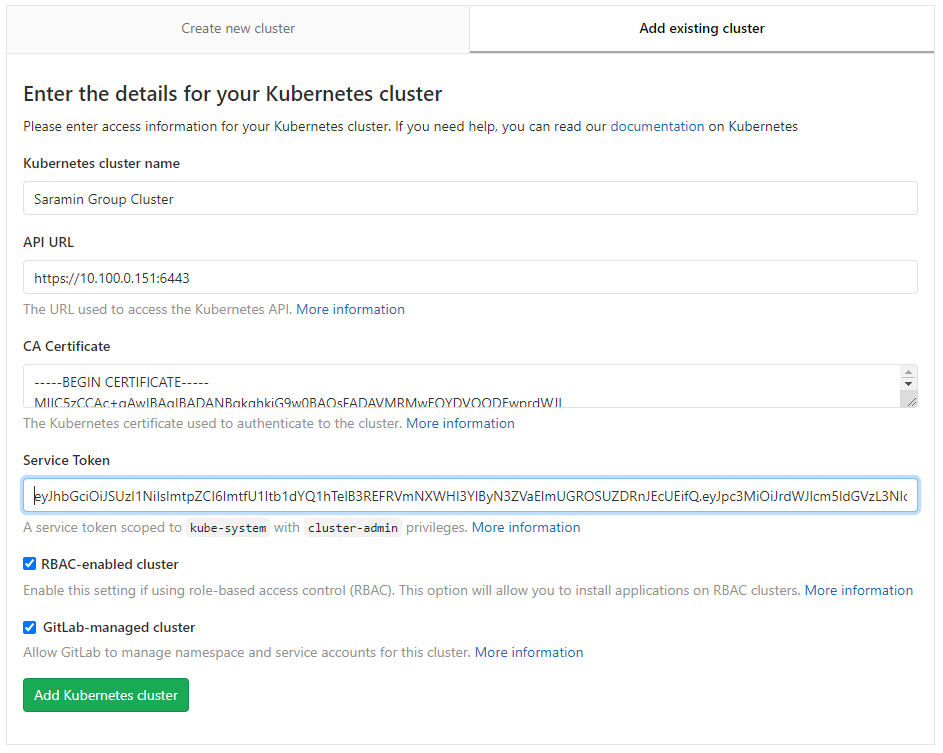 Create new cluster
Add existing cluster
Enter the details for your Kubernetes cluster
Please enter access information for your Kubernetes cluster. If you need help, you can read our documentation on Kubernetes
Kubernetes cluster name
Saramin Group Cluster
API URL
https://10.100.0.151:6443
The URL used to access the Kubernetes API. More information
CA Certificate
-----BEGIN CERTIFICATE-----
The Kubernetes certificate used to authenticate to the cluster. More information
Service Token
A service token scoped to kube-system with cluster-admin privileges. More information
RBAC-enabled cluster
Enable this setting if using role-based access control (RBAC). This option will allow you to install applications on RBAC clusters. More information
GitLab-managed cluster
Allow GitLab to manage namespace and service accounts for this cluster. More information
Add Kubernetes cluster